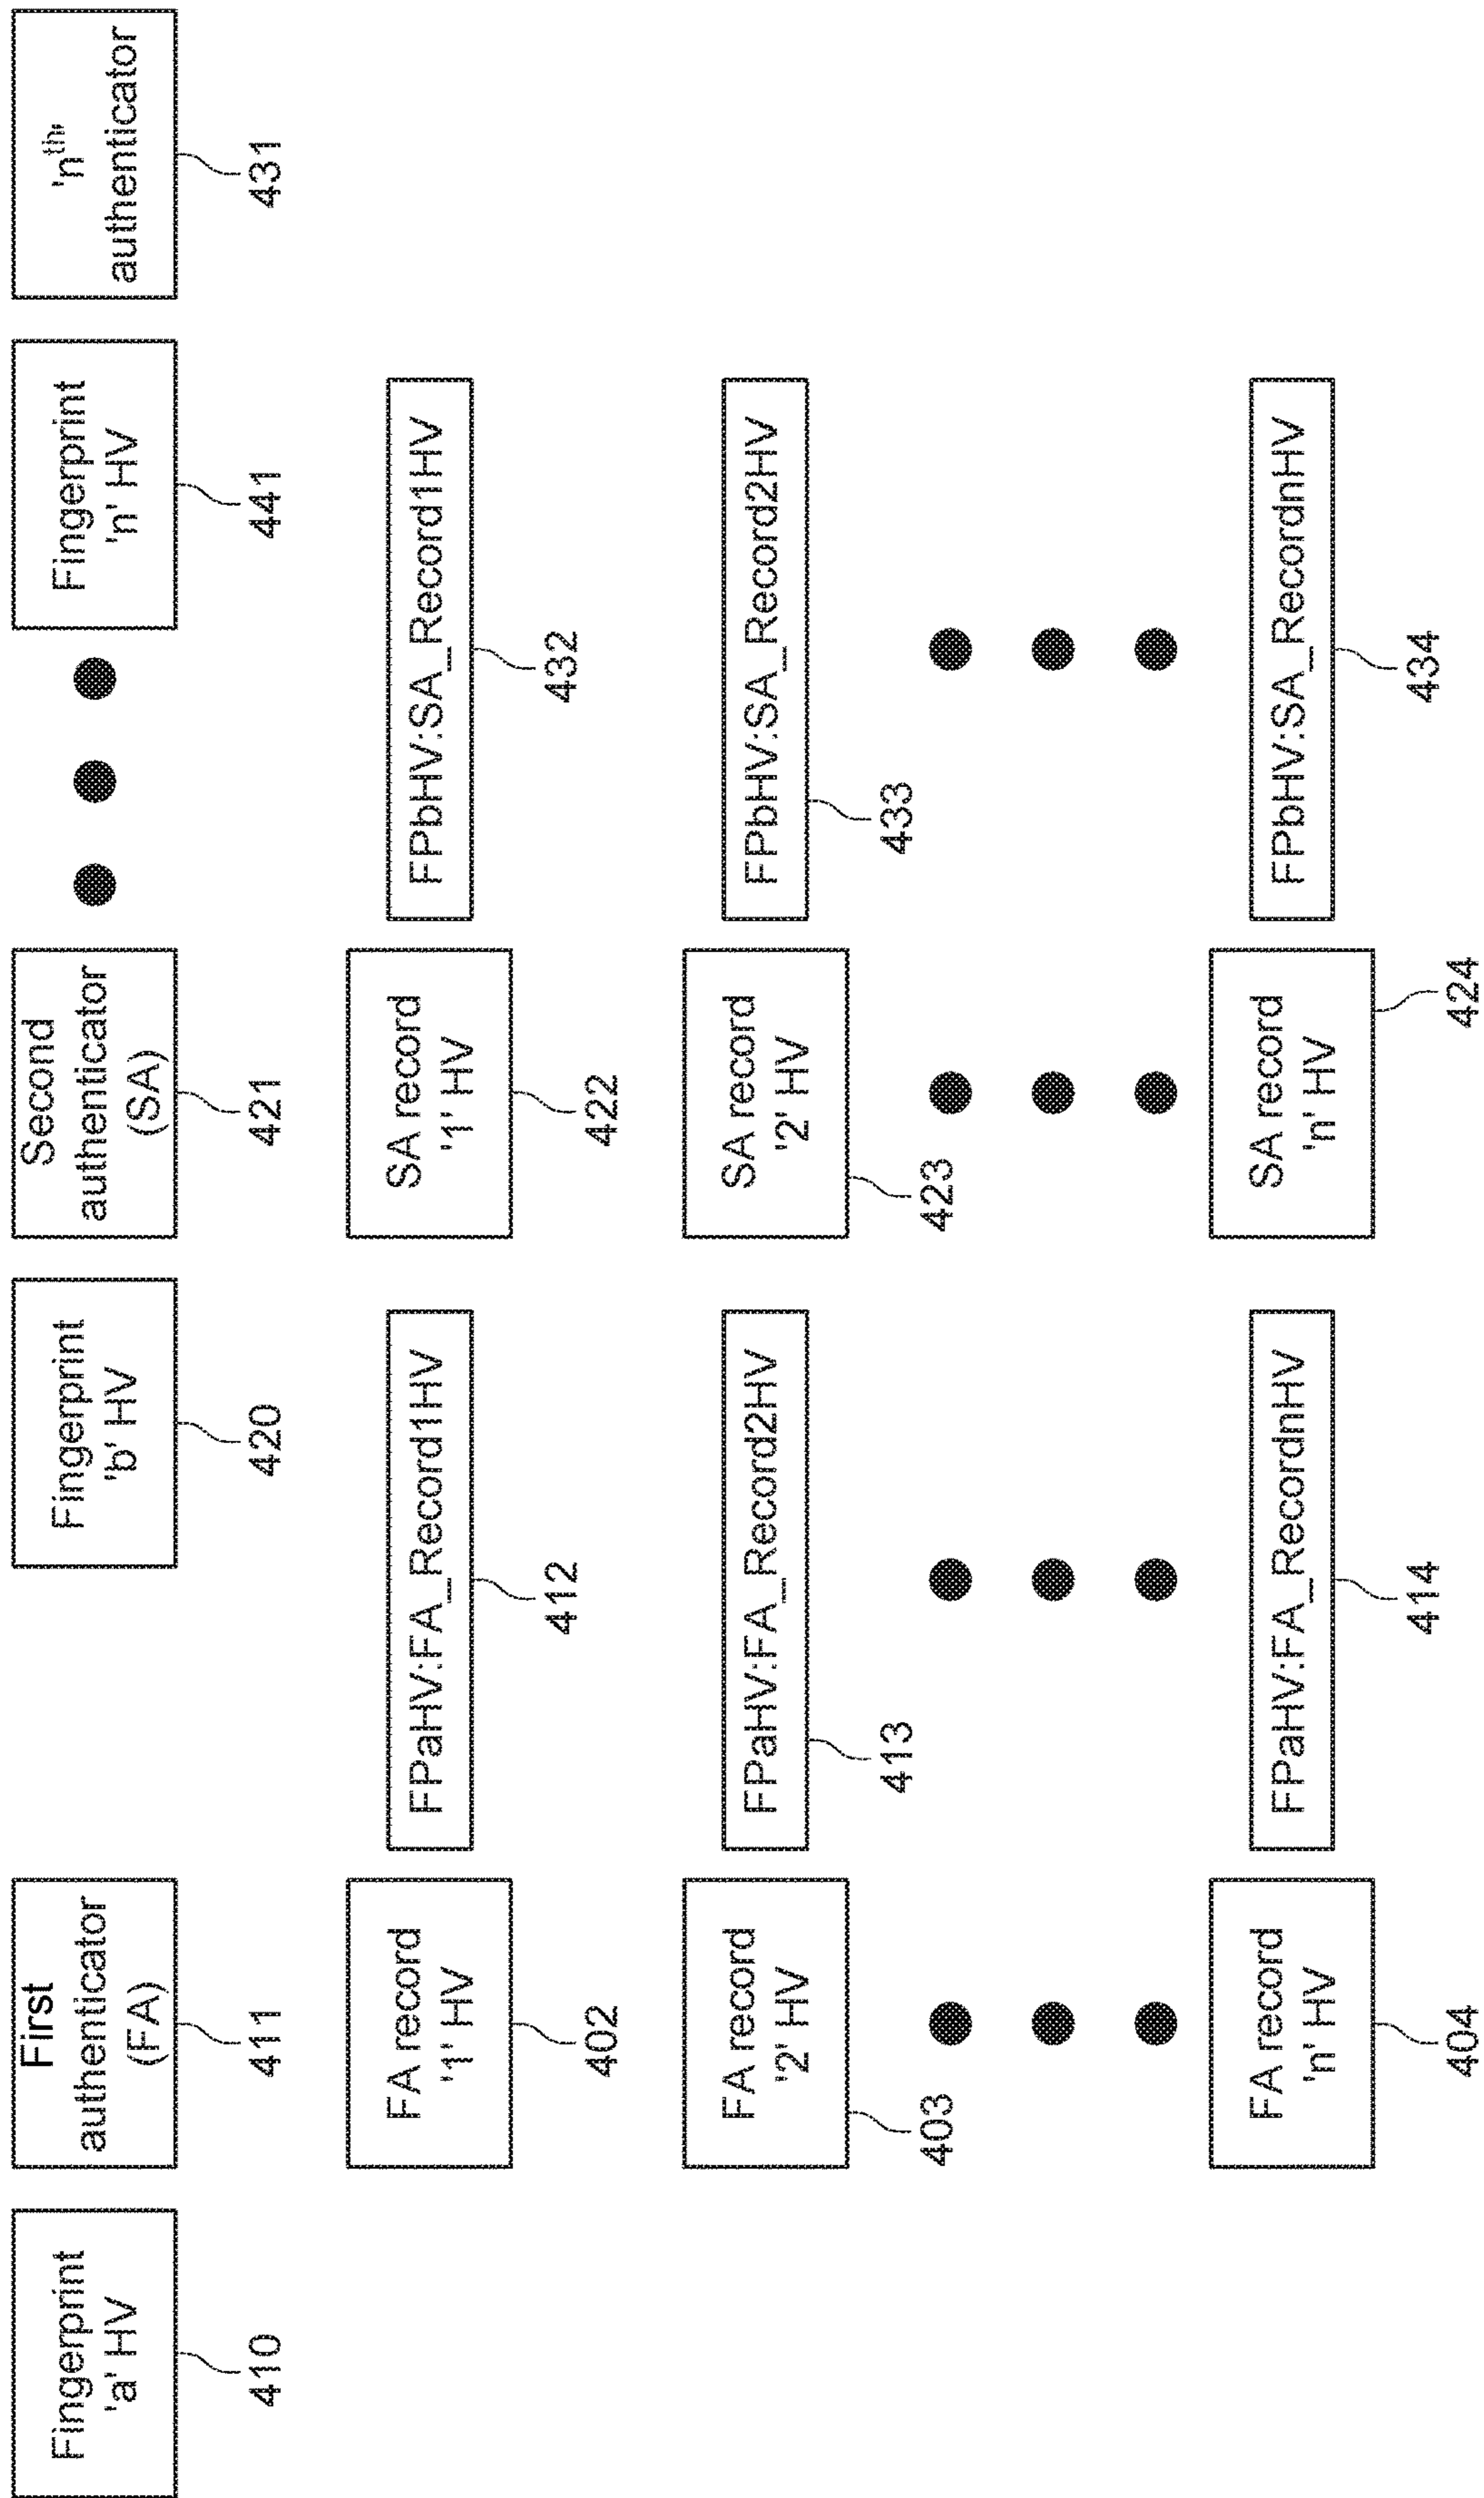 Fingerprint
'a' HV
410
First
authenticator
(FA)
411
Fingerprint
'b' HV
420
Second
authenticator
(SA)
421
Fingerprint
'n' HV
441
'nth'
authenticator
431
FA record
'1' HV
402
FPaHV:FA_Record1HV
412
SA record
'1' HV
422
FPbHV:SA_Record1HV
432
FA record
'2' HV
403
FPaHV:FA_Record2HV
413
SA record
'2' HV
423
FPbHV:SA_Record2HV
433
FA record
'n' HV
404
FPaHV:FA_RecordnHV
414
SA record
'n' HV
424
FPbHV:SA_RecordnHV
434